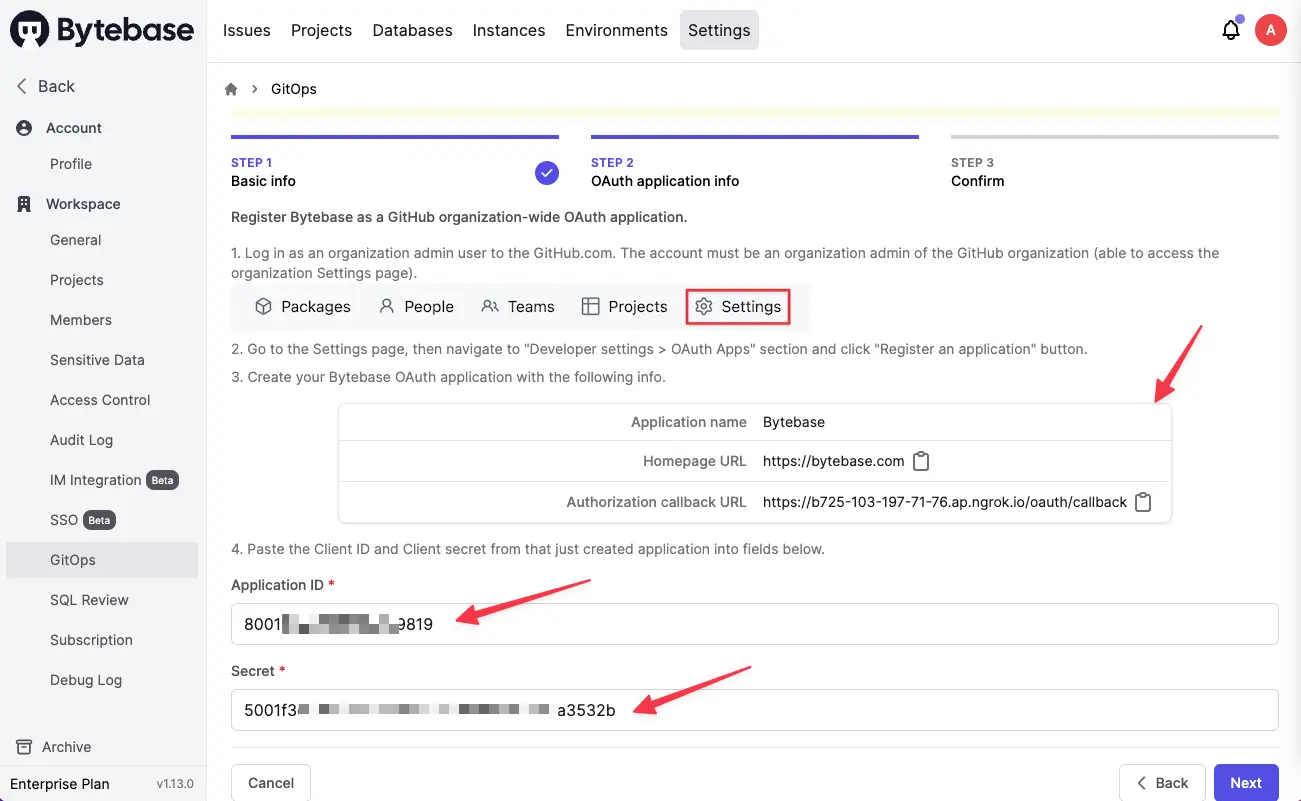 Bytebase
Issues Projects Databases Instances Environments Settings
A
Back
Account
Profile
Workspace
General
Projects
Members
Sensitive Data
Access Control
Audit Log
IM Integration Beta
SSO Beta
GitOps
SQL Review
Subscription
Debug Log
Archive
Enterprise Plan v1.13.0
GitOps
STEP 1
Basic info
STEP 2
OAuth application info
STEP 3
Confirm
Register Bytebase as a GitHub organization-wide OAuth application.
1. Log in as an organization admin user to the GitHub.com. The account must be an organization admin of the GitHub organization (able to access the
organization Settings page).
Packages People Teams Projects Settings
2. Go to the Settings page, then navigate to "Developer settings > OAuth Apps" section and click "Register an application" button.
3. Create your Bytebase OAuth application with the following info.
Application name Bytebase
Homepage URL https://bytebase.com
Authorization callback URL https://b725-103-197-71-76.ap.ngrok.io/oauth/callback
4. Paste the Client ID and Client secret from that just created application into fields below.
Application ID *
8001 9819
Secret *
5001f3 a3532b
Cancel Back Next